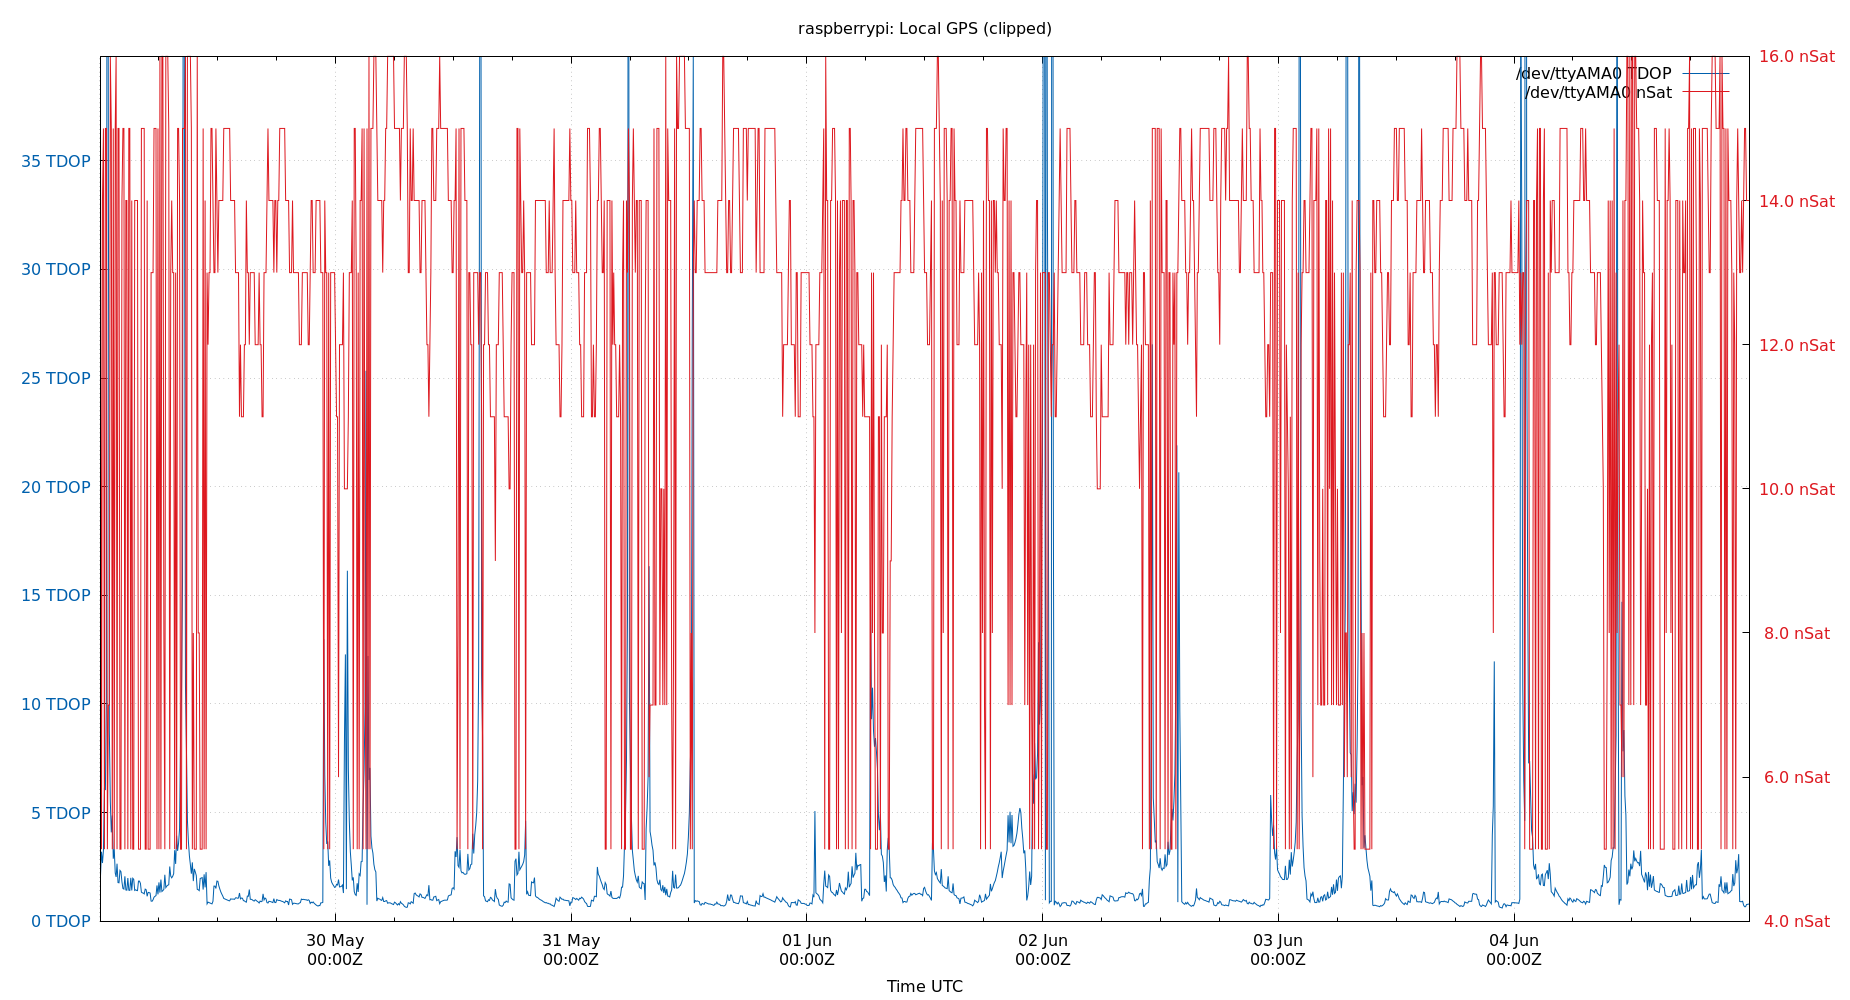 raspberrypi: Local GPS (clipped)
/dev/ttyAMA0 TDOP
/dev/ttyAMA0 nSat
35 TDOP
30 TDOP
25 TDOP
20 TDOP
15 TDOP
10 TDOP
5 TDOP
0 TDOP
16.0 nSat
14.0 nSat
12.0 nSat
10.0 nSat
8.0 nSat
6.0 nSat
4.0 nSat
30 May 31 May 01 Jun 02 Jun 03 Jun 04 Jun
00:00Z 00:00Z 00:00Z 00:00Z 00:00Z 00:00Z
Time UTC